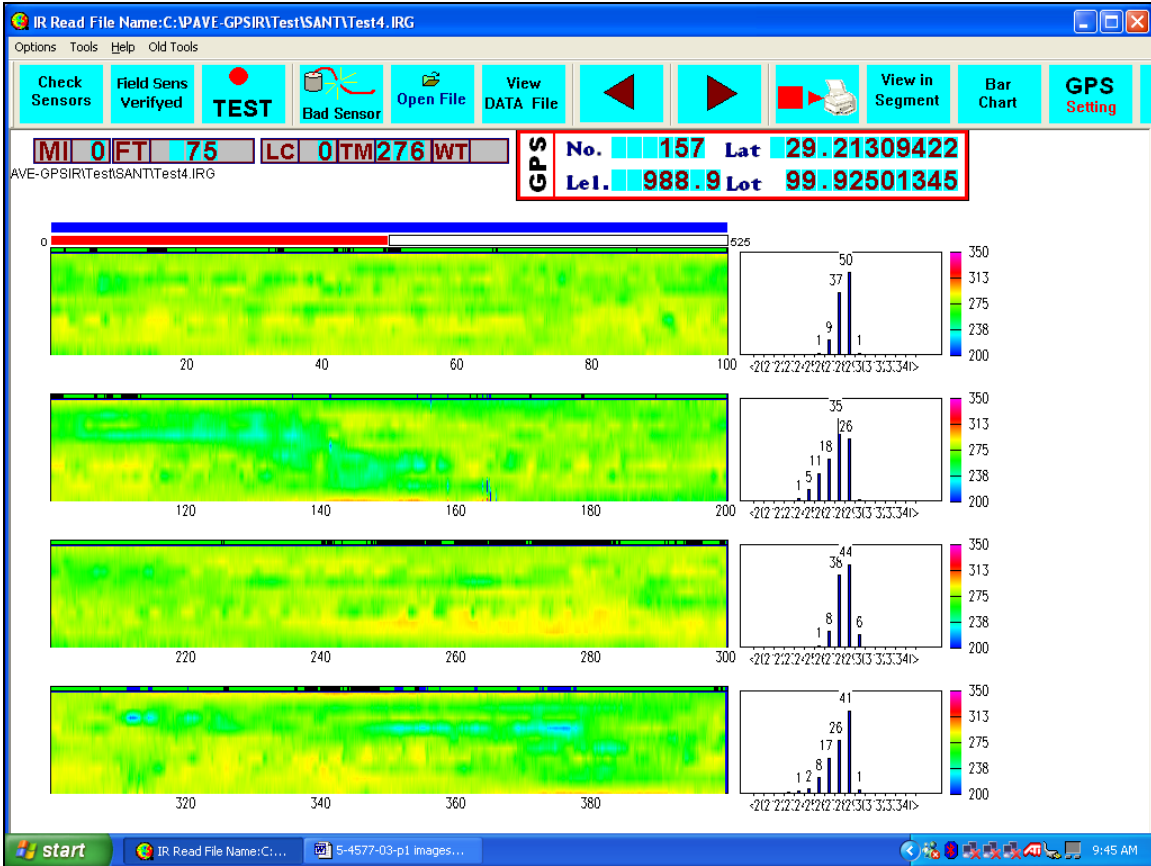 IR Read File Name:C:\PAVE-GPSIR\Test\SANT\Test4.IRG
Options Tools Help Old Tools
Check Sensors
Field Sens Verifyed
TEST
Bad Sensor
Open File
View DATA File
View in Segment
Bar Chart
GPS Setting
MI 0 FT 75 LC 0 TM 276 WT
AVE-GPSIR\Test\SANT\Test4.IRG
GPS
No. 157 Lat 29.21309422
Lel. 988.9 Lot 99.92501345
0 525
50
37
9
1 1
350
313
275
238
200
20 40 60 80 100
35
26
18
11
5
1
350
313
275
238
200
120 140 160 180 200
44
38
8
1 6
350
313
275
238
200
220 240 260 280 300
41
26
17
8
1 2 1
350
313
275
238
200
320 340 360 380
start
IR Read File Name:C:...
5-4577-03-p1 images...
ATI
9:45 AM